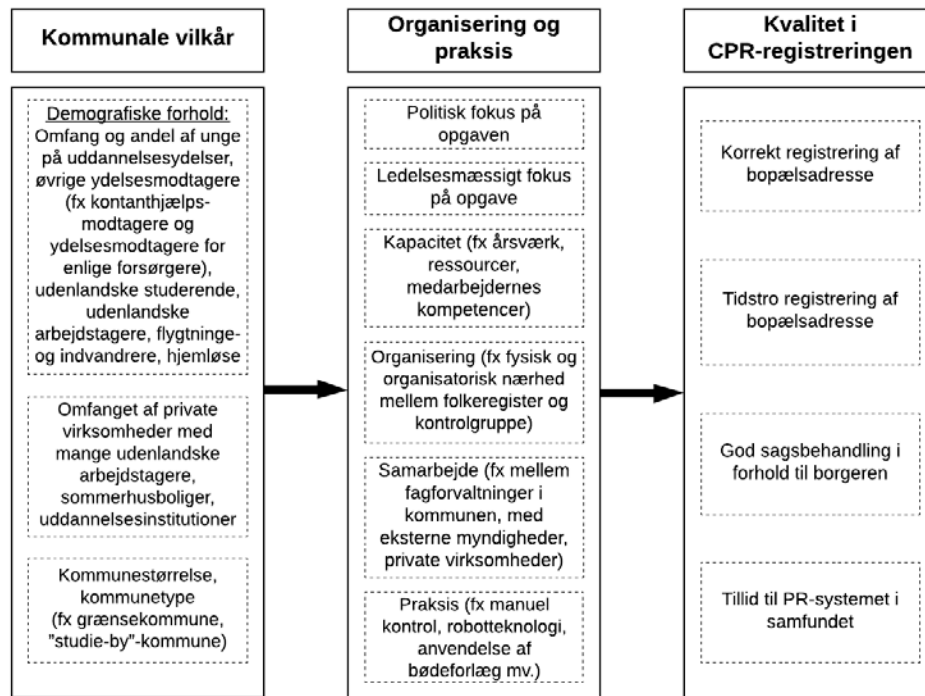 Kommunale vilkår
Demografiske forhold:
Omfang og andel af unge
på uddannelsesydelser,
øvrige ydelsesmodtagere
(fx kontanthjælps-
modtagere og
ydelsesmodtagere for
enlige forsørgere),
udenlandske studerende,
udenlandske
arbejdstagere, flygtninge-
og indvandrere, hjemløse
Omfanget af private
virksomheder med
mange udenlandske
arbejdstagere,
sommerhusboliger,
uddannelsesinstitutioner
Kommunestørrelse,
kommunetype
(fx grænsekommune,
"studie-by"-kommune)
Organisering og
praksis
Politisk fokus på
opgaven
Ledelsesmæssigt fokus
på opgave
Kapacitet (fx årsværk,
ressourcer,
medarbejdernes
kompetencer)
Organisering (fx fysisk og
organisatorisk nærhed
mellem folkeregister og
kontrolgruppe)
Samarbejde (fx mellem
fagforvaltninger i
kommunen, med
eksterne myndigheder,
private virksomheder)
Praksis (fx manuel
kontrol, robotteknologi,
anvendelse af
bødeforlæg mv.)
Kvalitet i
CPR-registreringen
Korrekt registrering af
bopælsadresse
Tidstro registrering af
bopælsadresse
God sagsbehandling i
forhold til borgeren
Tillid til PR-systemet i
samfundet